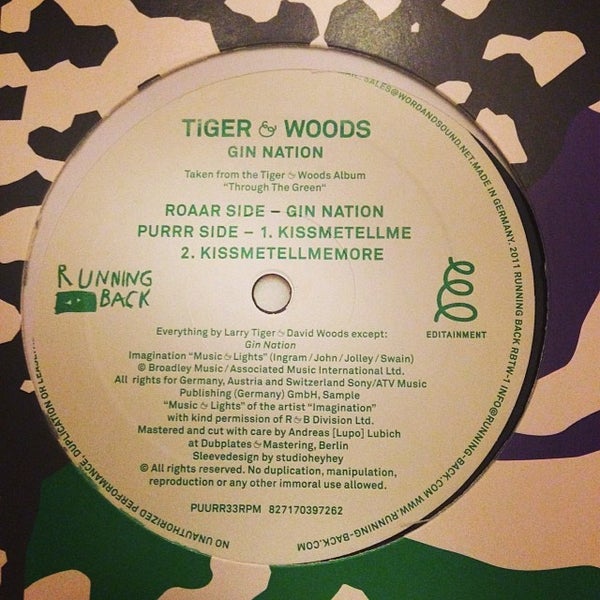 TiGER & WOODS
GIN NATION
Taken from the Tiger & Woods Album
"Through The Green"
ROAAR SIDE – GIN NATION
PURRR SIDE – 1. KISSMETELLME
2. KISSMETELLMEMORE
RUNNING
BACK
EDITAINMENT
Everything by Larry Tiger & David Woods except:
Gin Nation
Imagination "Music & Lights" (Ingram / John / Jolley / Swain)
© Broadley Music / Associated Music International Ltd.
All rights for Germany, Austria and Switzerland Sony/ATV Music
Publishing (Germany) GmbH, Sample
"Music & Lights" of the artist "Imagination"
with kind permission of R & B Division Ltd.
Mastered and cut with care by Andreas [Lupo] Lubich
at Dubplates & Mastering, Berlin
Sleevedesign by studioheyhey
© All rights reserved. No duplication, manipulation,
reproduction or any other immoral use allowed.
PUURR33RPM 827170397262
SALES@WORDANDSOUND.NET. MADE IN GERMANY. 2011 RUNNING BACK RBTW-1 INFO@RUNNING-BACK.COM WWW.RUNNING-BACK.COM
NO UNAUTHORIZED PERFORMANCE, DUPLICATION OR